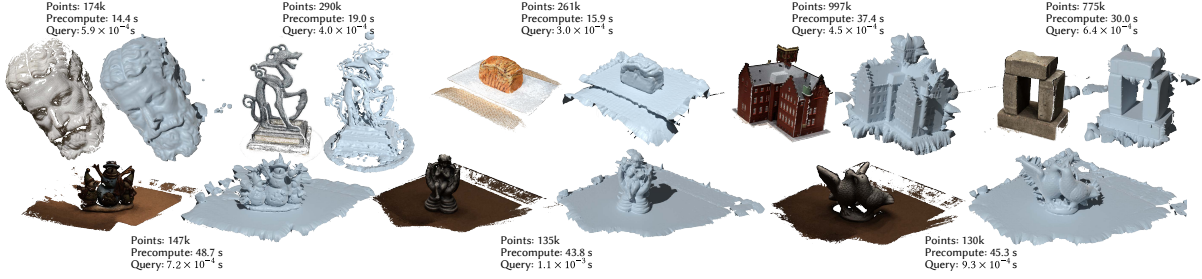 Points: 174k
Precompute: 14.4 s
Query: 5.9 × 10⁻⁴ s
Points: 290k
Precompute: 19.0 s
Query: 4.0 × 10⁻⁴ s
Points: 261k
Precompute: 15.9 s
Query: 3.0 × 10⁻⁴ s
Points: 997k
Precompute: 37.4 s
Query: 4.5 × 10⁻⁴ s
Points: 775k
Precompute: 30.0 s
Query: 6.4 × 10⁻⁴ s
Points: 147k
Precompute: 48.7 s
Query: 7.2 × 10⁻⁴ s
Points: 135k
Precompute: 43.8 s
Query: 1.1 × 10⁻³ s
Points: 130k
Precompute: 45.3 s
Query: 9.3 × 10⁻⁴ s